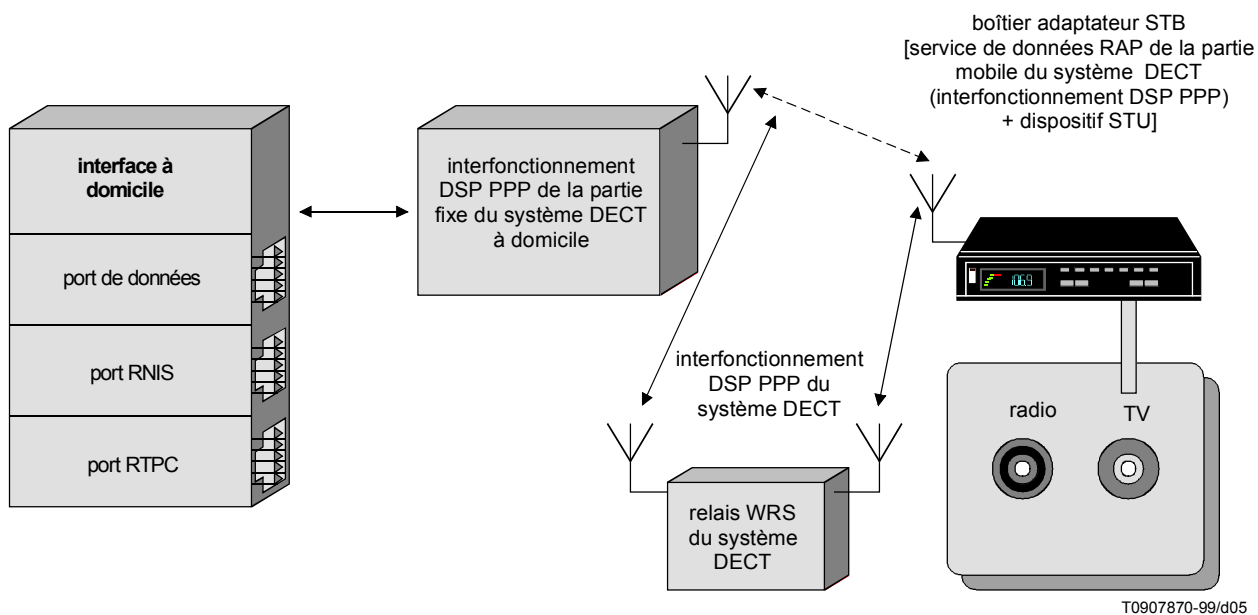 boîtier adaptateur STB
[service de données RAP de la partie
mobile du système DECT
(interfonctionnement DSP PPP)
+ dispositif STU]
interface à
domicile
port de données
port RNIS
port RTPC
interfonctionnement
DSP PPP de la partie
fixe du système DECT
à domicile
106.9
interfonctionnement
DSP PPP du
système DECT
relais WRS
du système
DECT
radio
TV
T0907870-99/d05